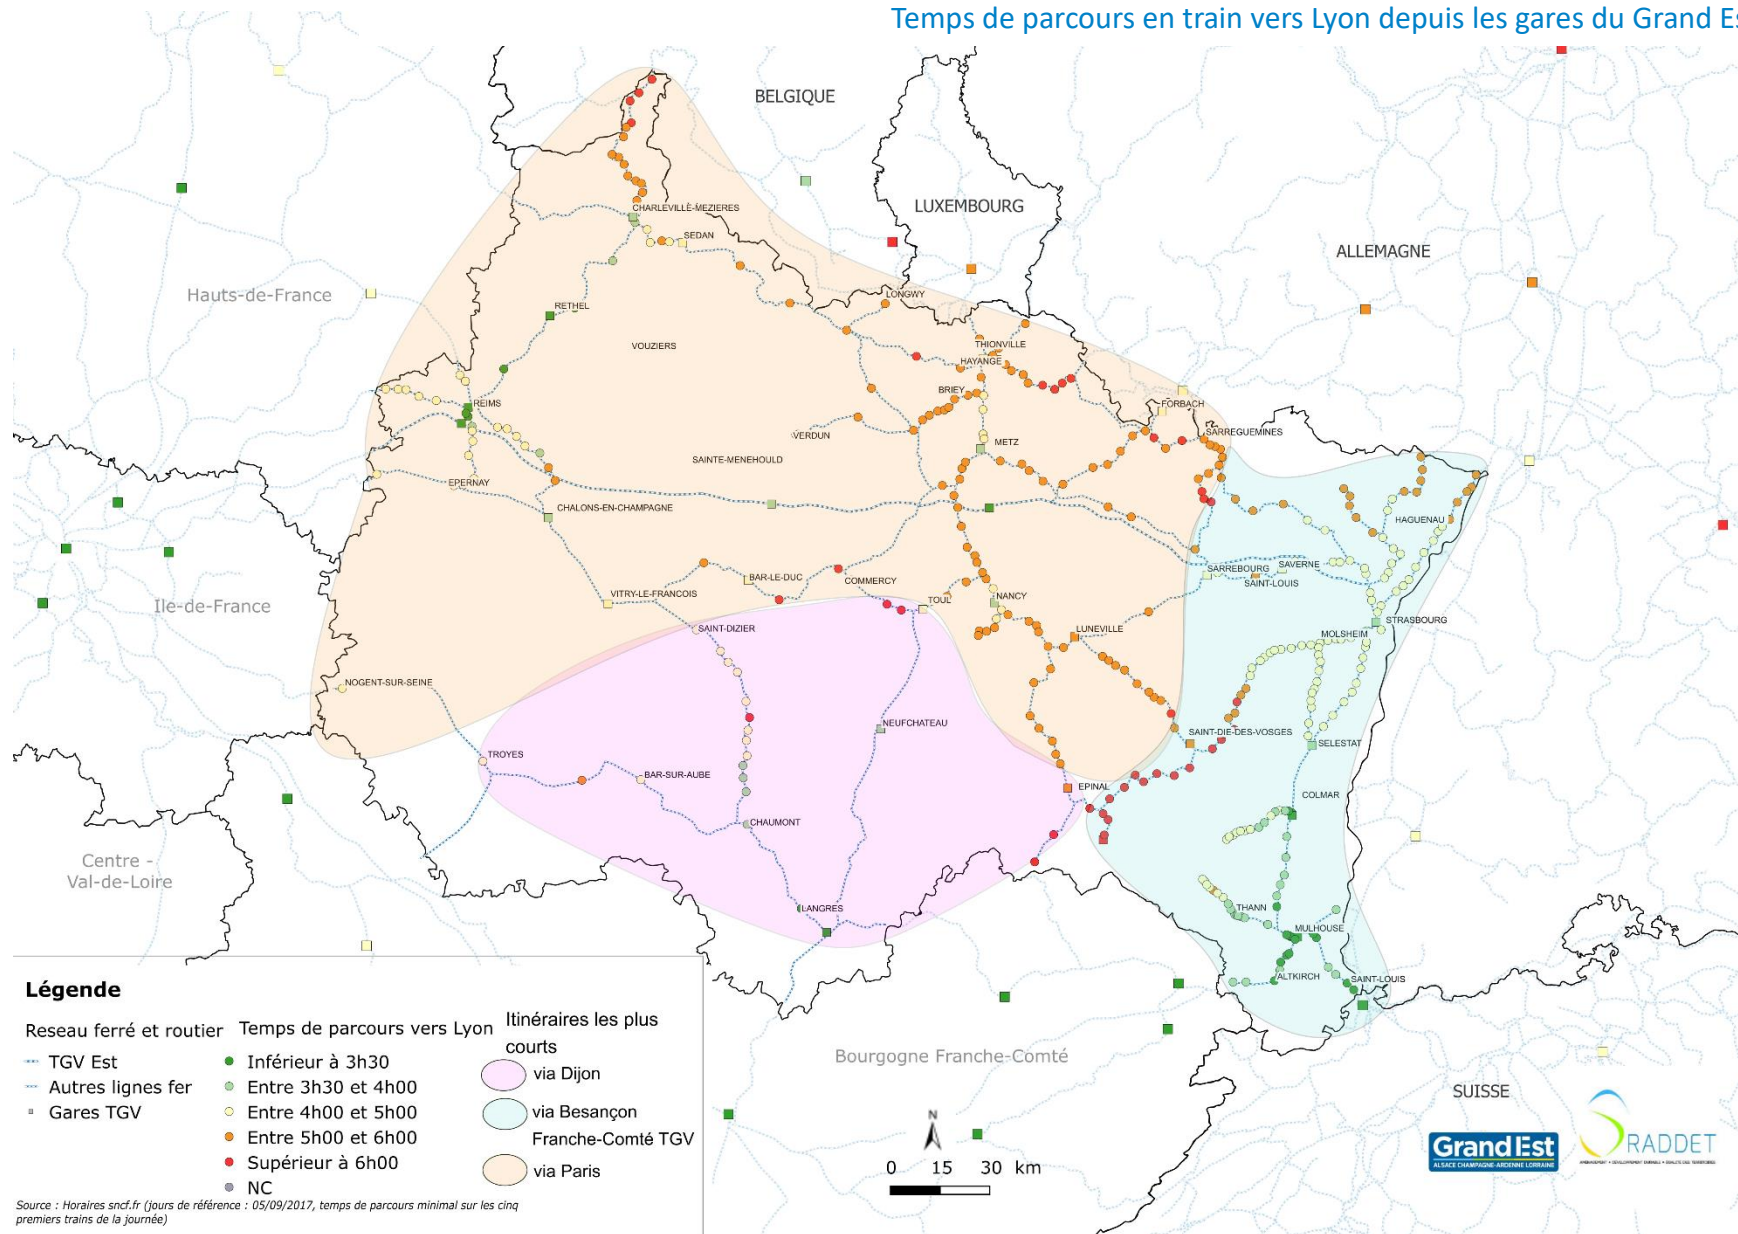 Temps de parcours en train vers Lyon depuis les gares du Grand Es
BELGIQUE
LUXEMBOURG
ALLEMAGNE
CHARLEVILLE-MEZIERES
SEDAN
Hauts-de-France
LONGWY
RETHEL
VOUZIERS
THIONVILLE
HAYANGE
BRIEY
REIMS
FORBACH
VERDUN
METZ
SARREGUEMINES
SAINTE-MENEHOULD
EPERNAY
CHALONS-EN-CHAMPAGNE
HAGUENAU
SARREBOURG
SAVERNE
SAINT-LOUIS
BAR-LE-DUC
COMMERCY
VITRY-LE-FRANCOIS
TOUL
NANCY
Ile-de-France
SAINT-DIZIER
LUNEVILLE
MOLSHEIM
STRASBOURG
NOGENT-SUR-SEINE
NEUFCHATEAU
SAINT-DIE-DES-VOSGES
SELESTAT
TROYES
BAR-SUR-AUBE
EPINAL
COLMAR
CHAUMONT
Centre -
Val-de-Loire
LANGRES
THANN
MULHOUSE
ALTKIRCH
SAINT-LOUIS
Bourgogne Franche-Comté
SUISSE
Légende
Reseau ferré et routier
TGV Est
Autres lignes fer
Gares TGV
Temps de parcours vers Lyon
Inférieur à 3h30
Entre 3h30 et 4h00
Entre 4h00 et 5h00
Entre 5h00 et 6h00
Supérieur à 6h00
NC
Itinéraires les plus
courts
via Dijon
via Besançon
Franche-Comté TGV
via Paris
Source : Horaires sncf.fr (jours de référence : 05/09/2017, temps de parcours minimal sur les cinq
premiers trains de la journée)
N
0 15 30 km
GrandEst
ALSACE CHAMPAGNE-ARDENNE LORRAINE
SRADDET
AMENAGEMENT • DEVELOPPEMENT DURABLE • EGALITE DES TERRITOIRES